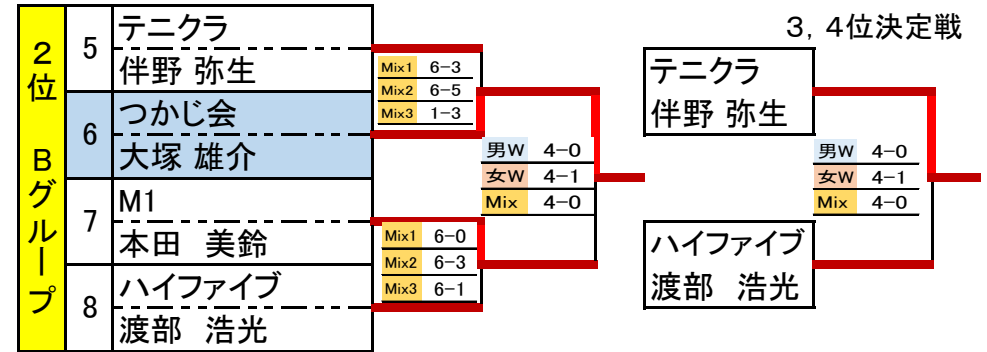 2位 Bグループ
5
テニクラ
伴野 弥生
6
つかじ会
大塚 雄介
7
M1
本田 美鈴
8
ハイファイブ
渡部 浩光
Mix1 6-3
Mix2 6-5
Mix3 1-3
Mix1 6-0
Mix2 6-3
Mix3 6-1
男W 4-0
女W 4-1
Mix 4-0
3,4位決定戦
テニクラ
伴野 弥生
ハイファイブ
渡部 浩光
男W 4-0
女W 4-1
Mix 4-0